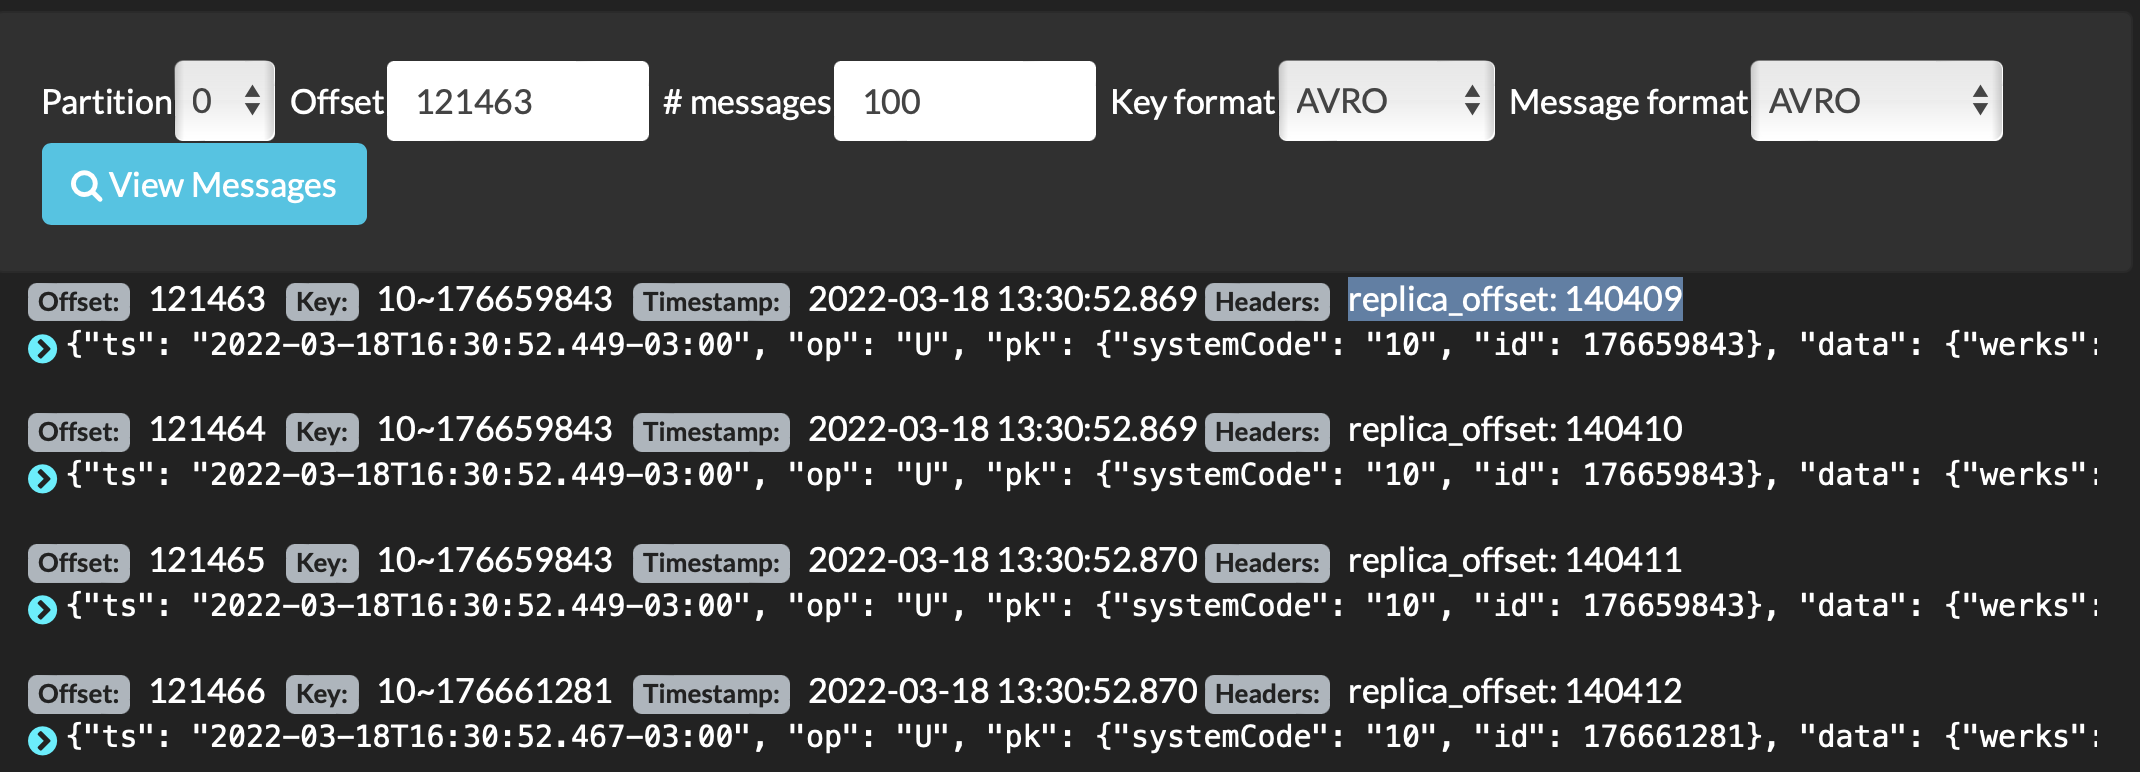 Partition 0 Offset 121463 # messages 100 Key format AVRO Message format AVRO
View Messages
Offset: 121463 Key: 10~176659843 Timestamp: 2022-03-18 13:30:52.869 Headers: replica_offset: 140409
{"ts": "2022-03-18T16:30:52.449-03:00", "op": "U", "pk": {"systemCode": "10", "id": 176659843}, "data": {"werks":
Offset: 121464 Key: 10~176659843 Timestamp: 2022-03-18 13:30:52.869 Headers: replica_offset: 140410
{"ts": "2022-03-18T16:30:52.449-03:00", "op": "U", "pk": {"systemCode": "10", "id": 176659843}, "data": {"werks":
Offset: 121465 Key: 10~176659843 Timestamp: 2022-03-18 13:30:52.870 Headers: replica_offset: 140411
{"ts": "2022-03-18T16:30:52.449-03:00", "op": "U", "pk": {"systemCode": "10", "id": 176659843}, "data": {"werks":
Offset: 121466 Key: 10~176661281 Timestamp: 2022-03-18 13:30:52.870 Headers: replica_offset: 140412
{"ts": "2022-03-18T16:30:52.467-03:00", "op": "U", "pk": {"systemCode": "10", "id": 176661281}, "data": {"werks":